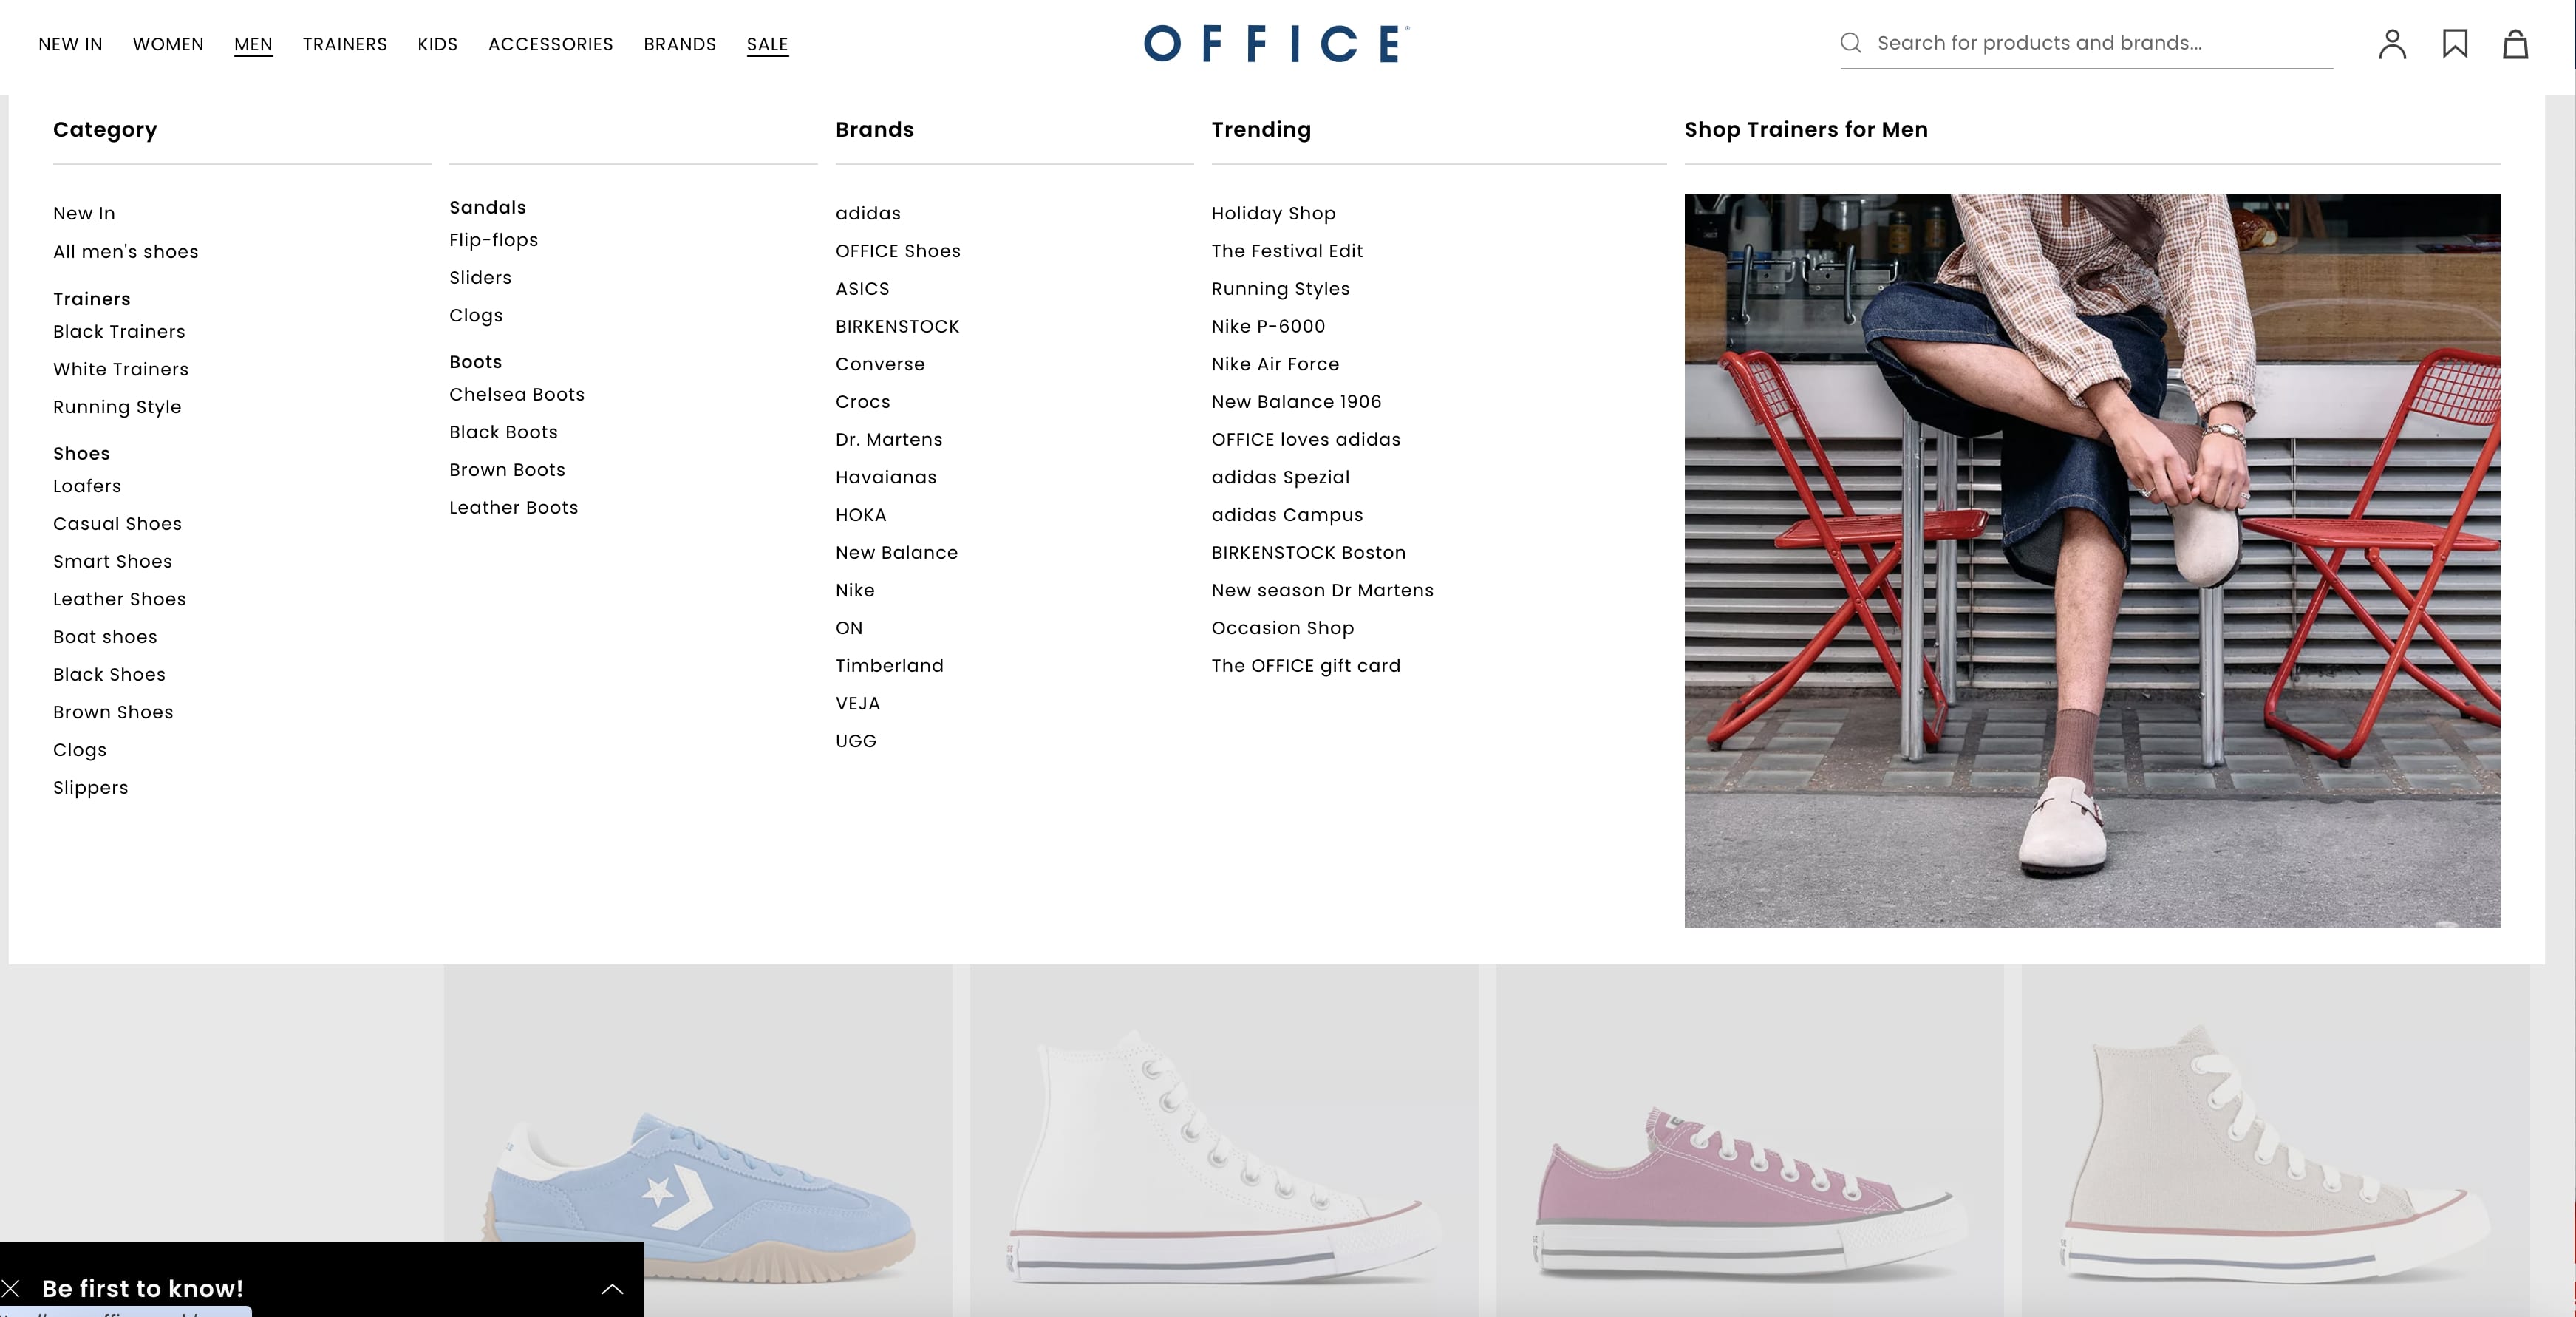 NEW IN
WOMEN
MEN
TRAINERS
KIDS
ACCESSORIES
BRANDS
SALE
OFFICE
Search for products and brands...
Category
New In
All men's shoes
Trainers
Black Trainers
White Trainers
Running Style
Shoes
Loafers
Casual Shoes
Smart Shoes
Leather Shoes
Boat shoes
Black Shoes
Brown Shoes
Clogs
Slippers
Sandals
Flip-flops
Sliders
Clogs
Boots
Chelsea Boots
Black Boots
Brown Boots
Leather Boots
Brands
adidas
OFFICE Shoes
ASICS
BIRKENSTOCK
Converse
Crocs
Dr. Martens
Havaianas
HOKA
New Balance
Nike
ON
Timberland
VEJA
UGG
Trending
Holiday Shop
The Festival Edit
Running Styles
Nike P-6000
Nike Air Force
New Balance 1906
OFFICE loves adidas
adidas Spezial
adidas Campus
BIRKENSTOCK Boston
New season Dr Martens
Occasion Shop
The OFFICE gift card
Shop Trainers for Men
Be first to know!